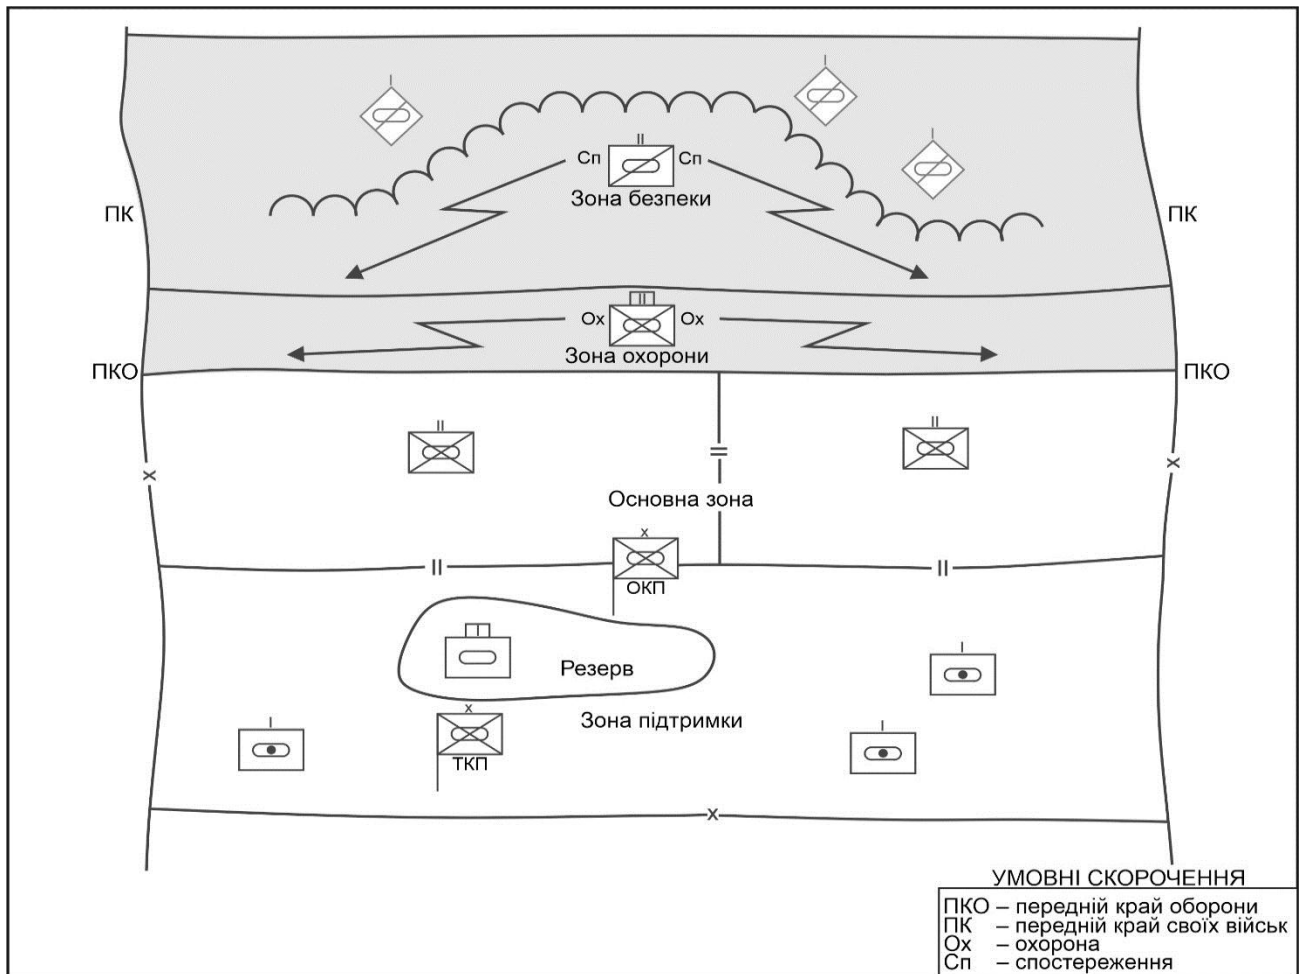 Сп
Сп
Зона безпеки
ПК
ПК
Ох
Ох
Зона охорони
ПКО
ПКО
x
x
Основна зона
x
ОКП
Резерв
Зона підтримки
x
ТКП
x
УМОВНІ СКОРОЧЕННЯ
ПКО – передній край оборони
ПК – передній край своїх військ
Ох – охорона
Сп – спостереження